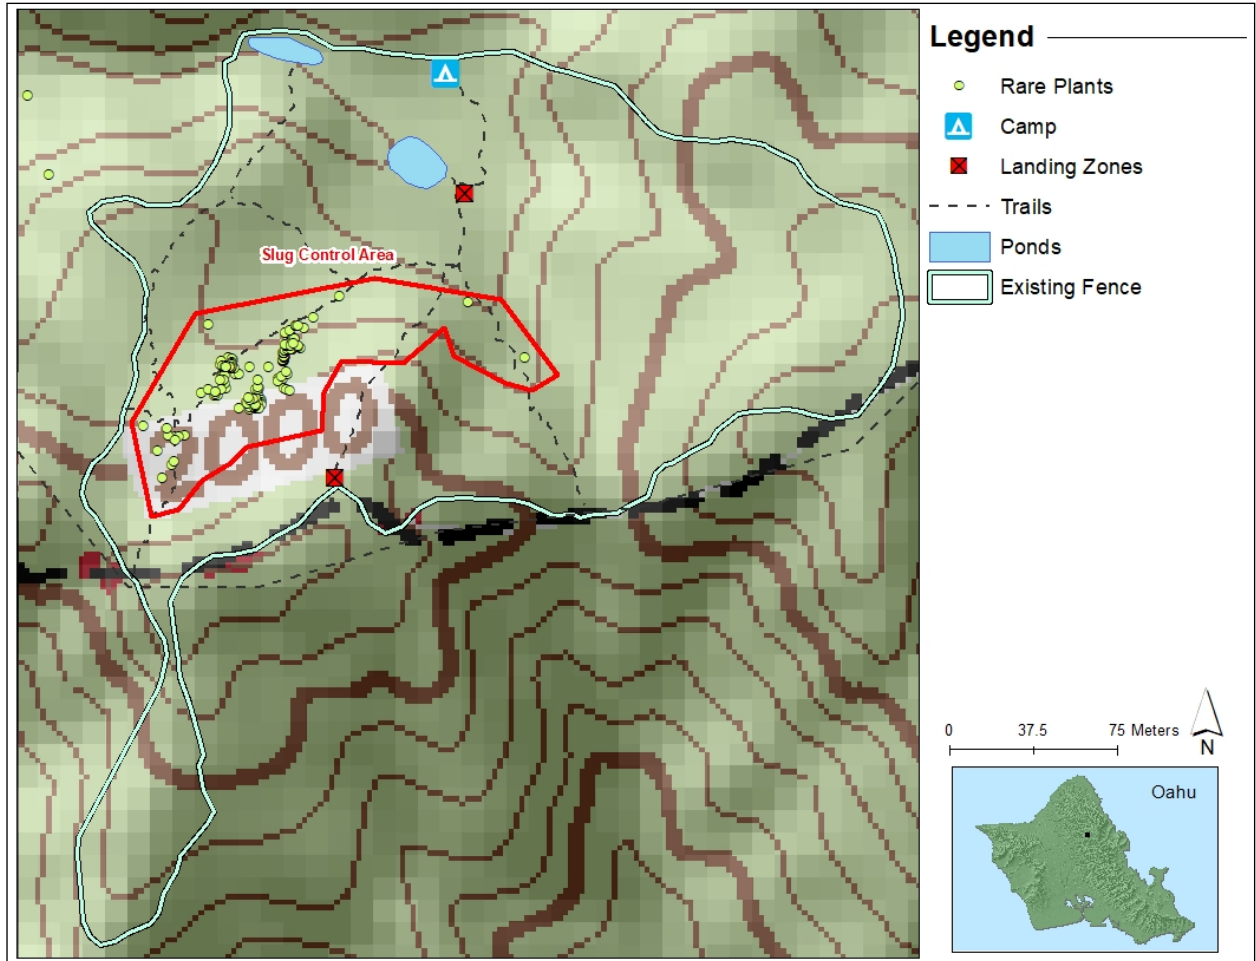 Slug Control Area
2000
Legend
Rare Plants
Camp
Landing Zones
Trails
Ponds
Existing Fence
0 37.5 75 Meters
N
Oahu